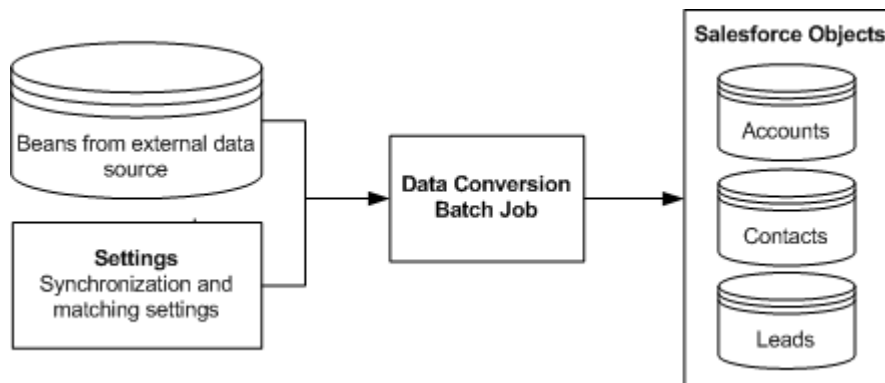 Beans from external data
source
Settings
Synchronization and
matching settings
Data Conversion
Batch Job
Salesforce Objects
Accounts
Contacts
Leads